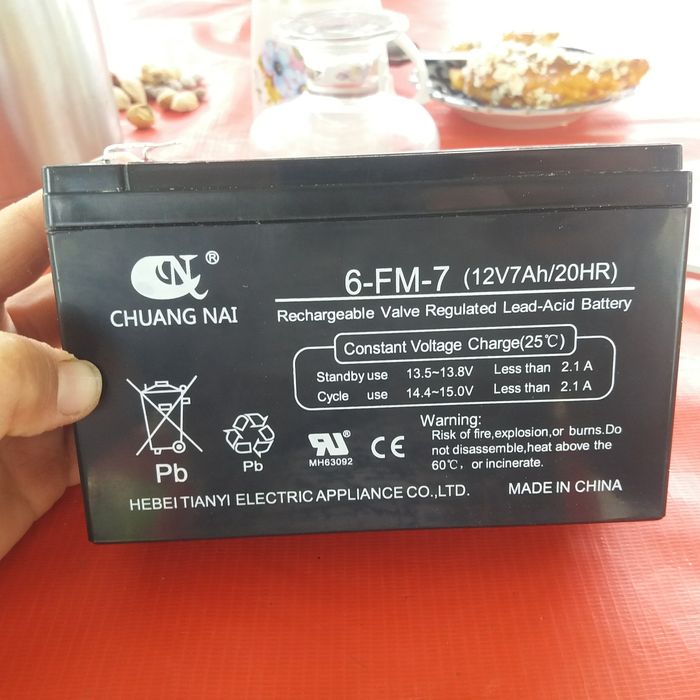 ®
CHUANG NAI
6-FM-7 (12V7Ah/20HR)
Rechargeable Valve Regulated Lead-Acid Battery
Constant Voltage Charge(25℃)
Standby use 13.5~13.8V Less than 2.1 A
Cycle use 14.4~15.0V Less than 2.1 A
Warning:
Risk of fire,explosion,or burns.Do
not disassemble,heat above the
60℃, or incinerate.
Pb
Pb
MH63092
CE
HEBEI TIANYI ELECTRIC APPLIANCE CO.,LTD.
MADE IN CHINA